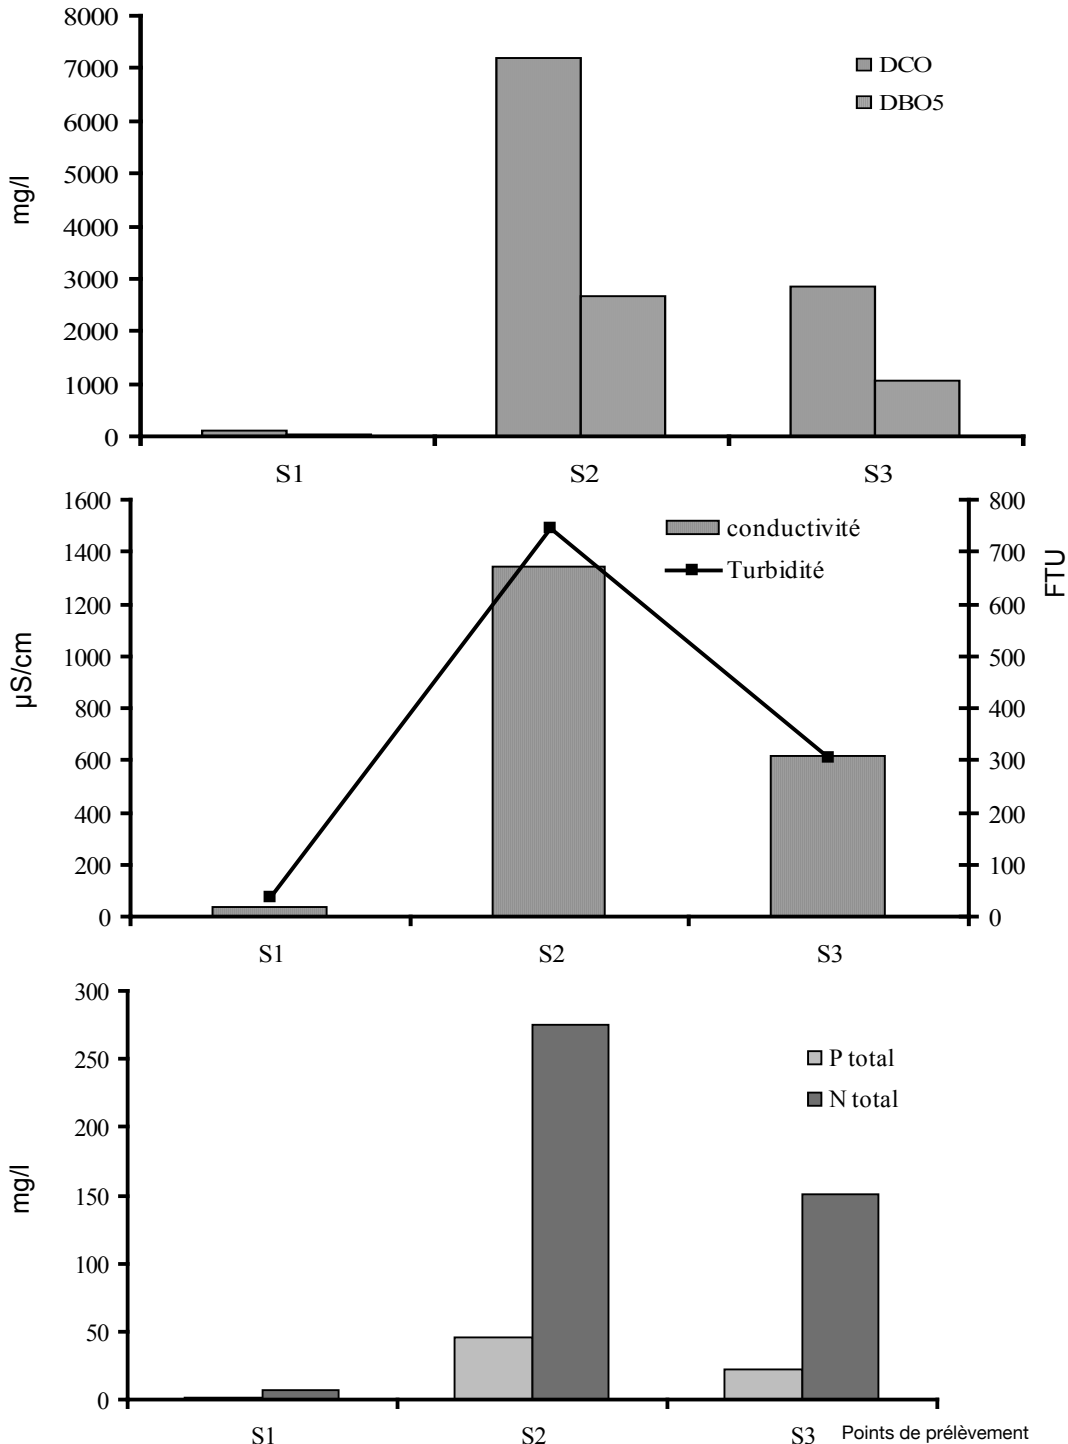 8000
7000
6000
5000
4000
3000
2000
1000
0
mg/l
DCO
DBO5
S1 S2 S3
1600
1400
1200
1000
800
600
400
200
0
µS/cm
conductivité
Turbidité
800
700
600
500
400
300
200
100
0
FTU
S1 S2 S3
300
250
200
150
100
50
0
mg/l
P total
N total
S1 S2 S3
Points de prélèvement